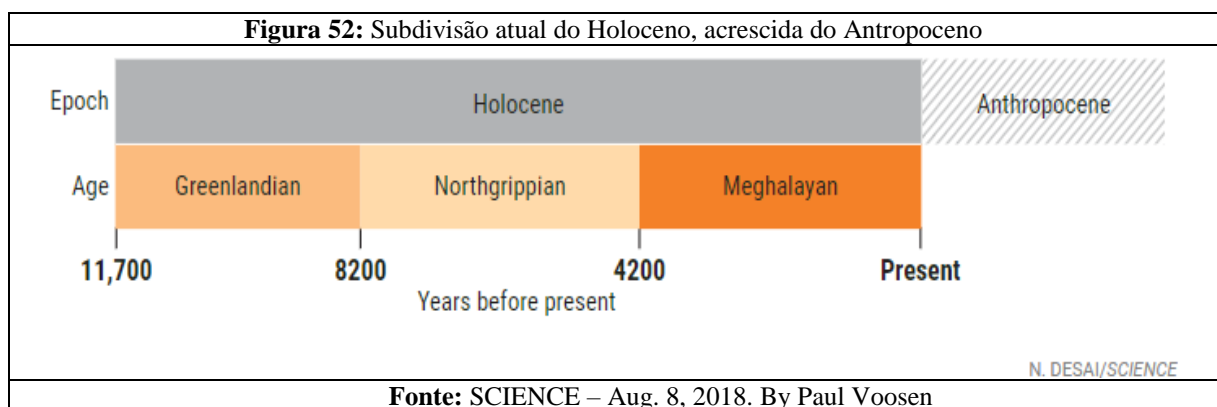 Figura 52: Subdivisão atual do Holoceno, acrescida do Antropoceno
Epoch Holocene Anthropocene
Age Greenlandian Northgrippian Meghalayan
11,700 8200 4200 Present
Years before present
N. DESAI/SCIENCE
Fonte: SCIENCE – Aug. 8, 2018. By Paul Voosen